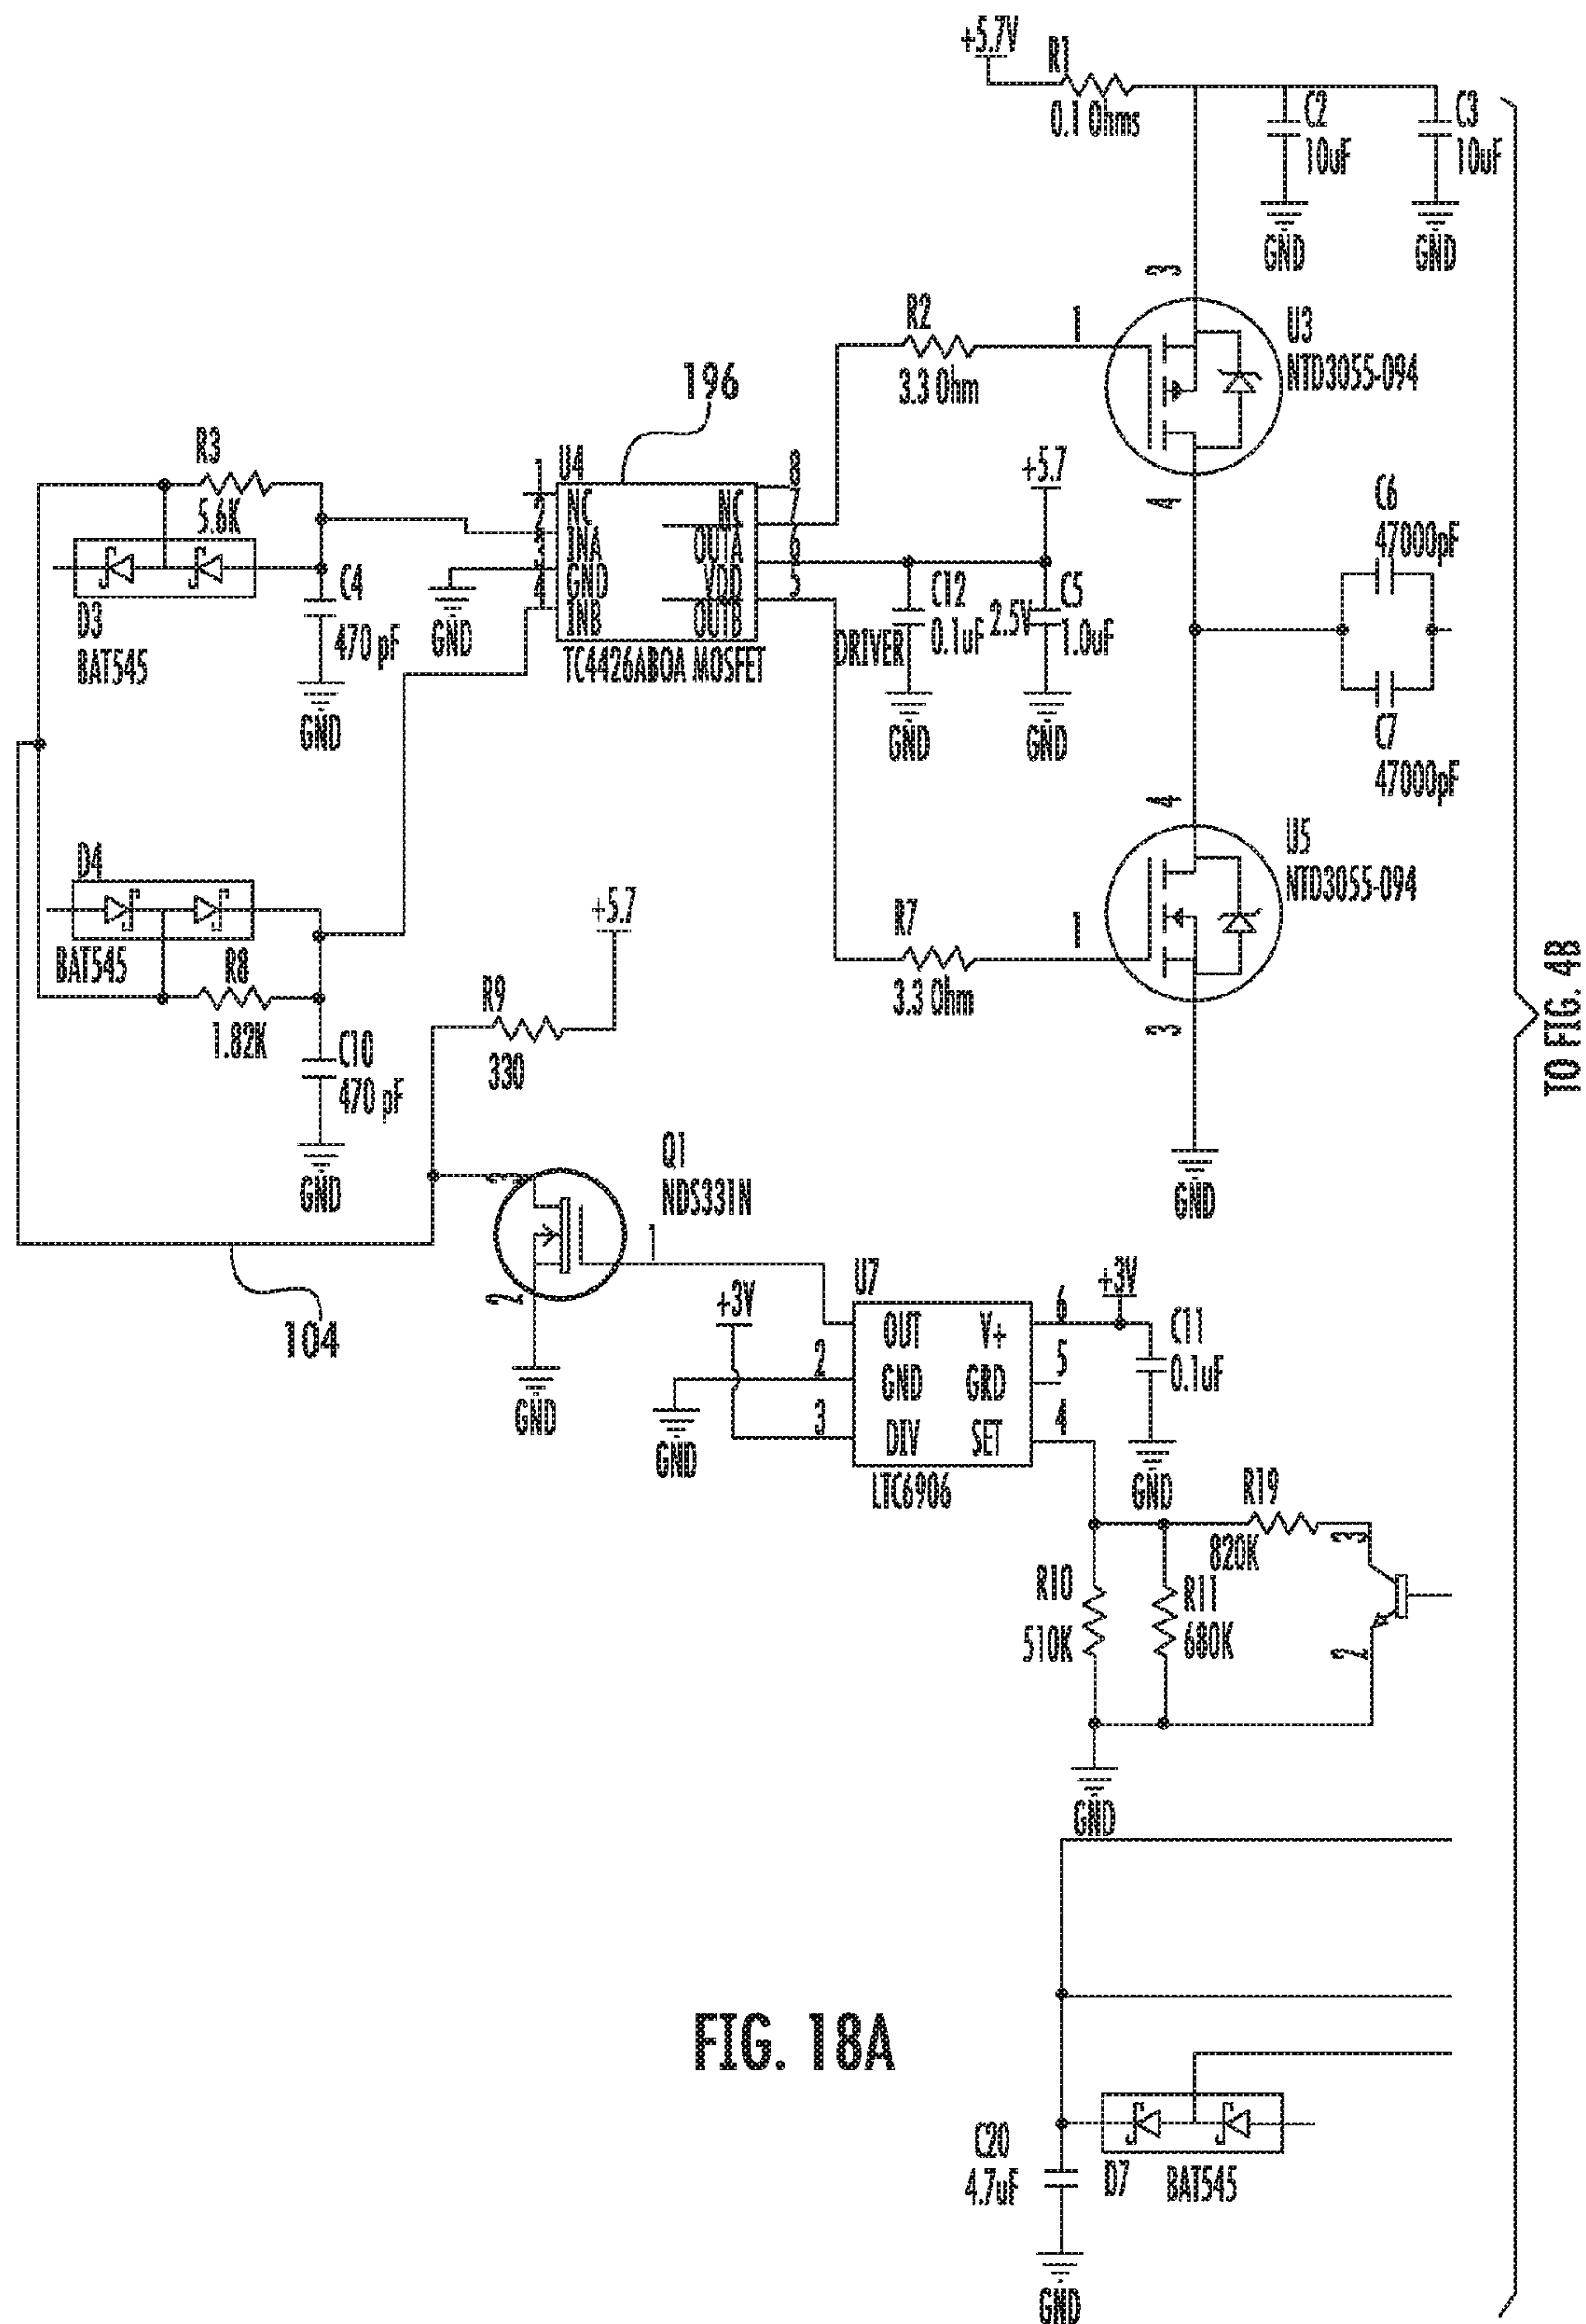 +5.7V
R1
0.1 Ohms
C2
10uF
C3
10uF
GND
GND
3
R2
3.3 Ohm
1
U3
NTD3055-094
4
196
R3
5.6K
D3
BAT545
C4
470 pF
GND
GND
U4
1
2
3
4
NC
INA
GND
INB
NC
OUTA
VDD
OUTB
8
7
6
5
TC4426ABOA MOSFET
DRIVER
+5.7
C12
0.1uF
2.5V
C5
1.0uF
GND
GND
C6
47000pF
C7
47000pF
4
U5
NTD3055-094
R7
3.3 Ohm
1
3
GND
D4
BAT545
R8
1.82K
C10
470 pF
GND
R9
330
+5.7
Q1
NDS331N
3
1
2
GND
104
+3V
U7
OUT
GND
DIV
V+
GRD
SET
2
3
6
5
4
LTC6906
GND
+3V
C11
0.1uF
GND
R19
820K
R10
510K
R11
680K
3
2
GND
TO FIG. 4B
FIG. 18A
C20
4.7uF
D7
BAT545
GND